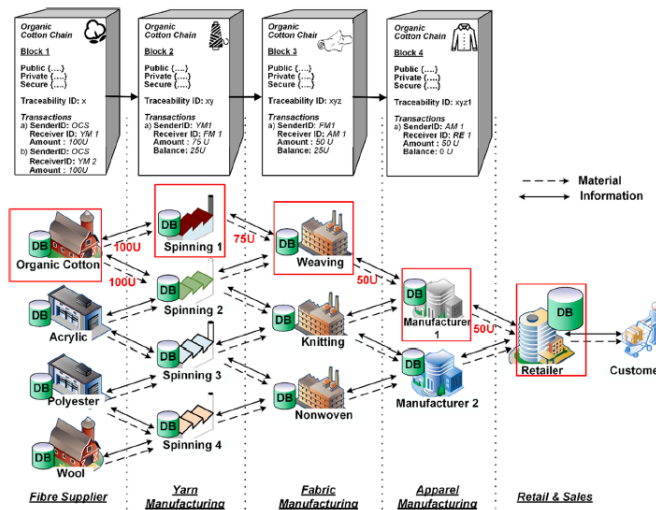 Organic
Cotton Chain
Block 1
Public {....}
Private {....}
Secure {....}
Traceability ID: x
Transactions
a) SenderID: OCS
Receiver ID: YM 1
Amount : 100U
b) SenderID: OCS
ReceiverID: YM 2
Amount: 100U
Organic
Cotton Chain
Block 2
Public {....}
Private {....}
Secure {....}
Traceability ID: xy
Transactions
a) SenderID: YM1
Receiver ID: FM 1
Amount : 75 U
Balance: 25U
Organic
Cotton Chain
Block 3
Public {....}
Private {....}
Secure {....}
Traceability ID: xyz
Transactions
a) SenderID: FM1
Receiver ID: AM 1
Amount : 50 U
Balance: 25U
Organic
Cotton Chain
Block 4
Public {....}
Private {....}
Secure {....}
Traceability ID: xyz1
Transactions
a) SenderID: AM 1
Receiver ID: RE 1
Amount : 50 U
Balance: 0 U
Material
Information
DB
Organic Cotton
100U
100U
DB
Spinning 1
75U
DB
Weaving
50U
DB
Manufacturer
1
50U
DB
Retailer
Custome
DB
Acrylic
DB
Spinning 2
DB
Knitting
DB
Manufacturer 2
DB
Polyester
DB
Spinning 3
DB
Nonwoven
DB
Wool
DB
Spinning 4
Fibre Supplier
Yarn
Manufacturing
Fabric
Manufacturing
Apparel
Manufacturing
Retail & Sales